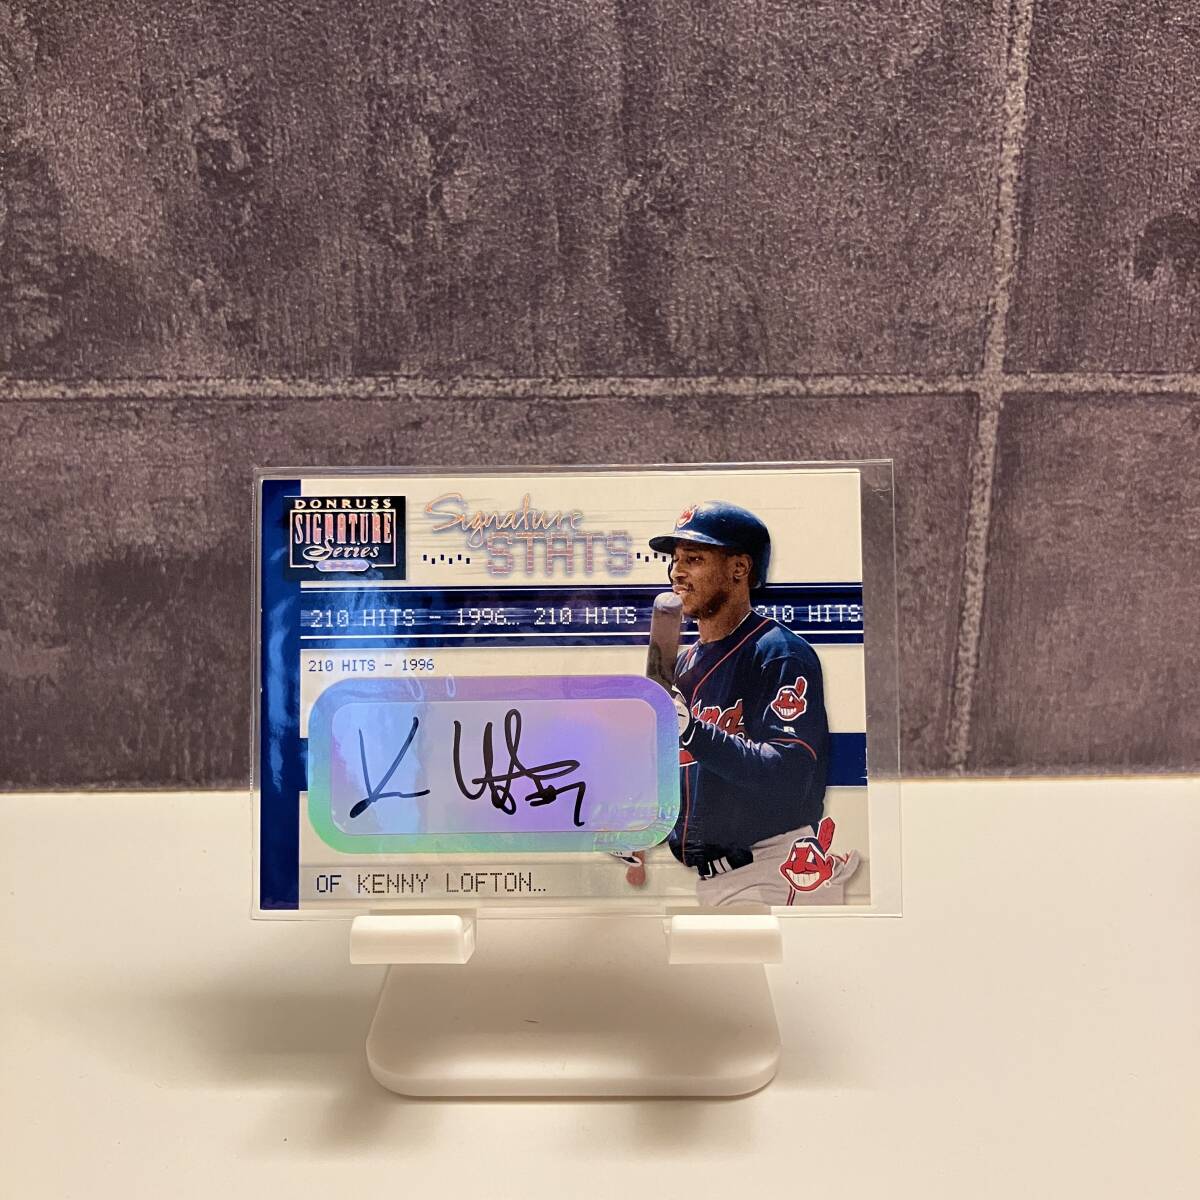 DONRUSS
SIGNATURE
Series
Signature
STATS
210 HITS - 1996... 210 HITS 210 HITS
210 HITS - 1996
OF KENNY LOFTON...